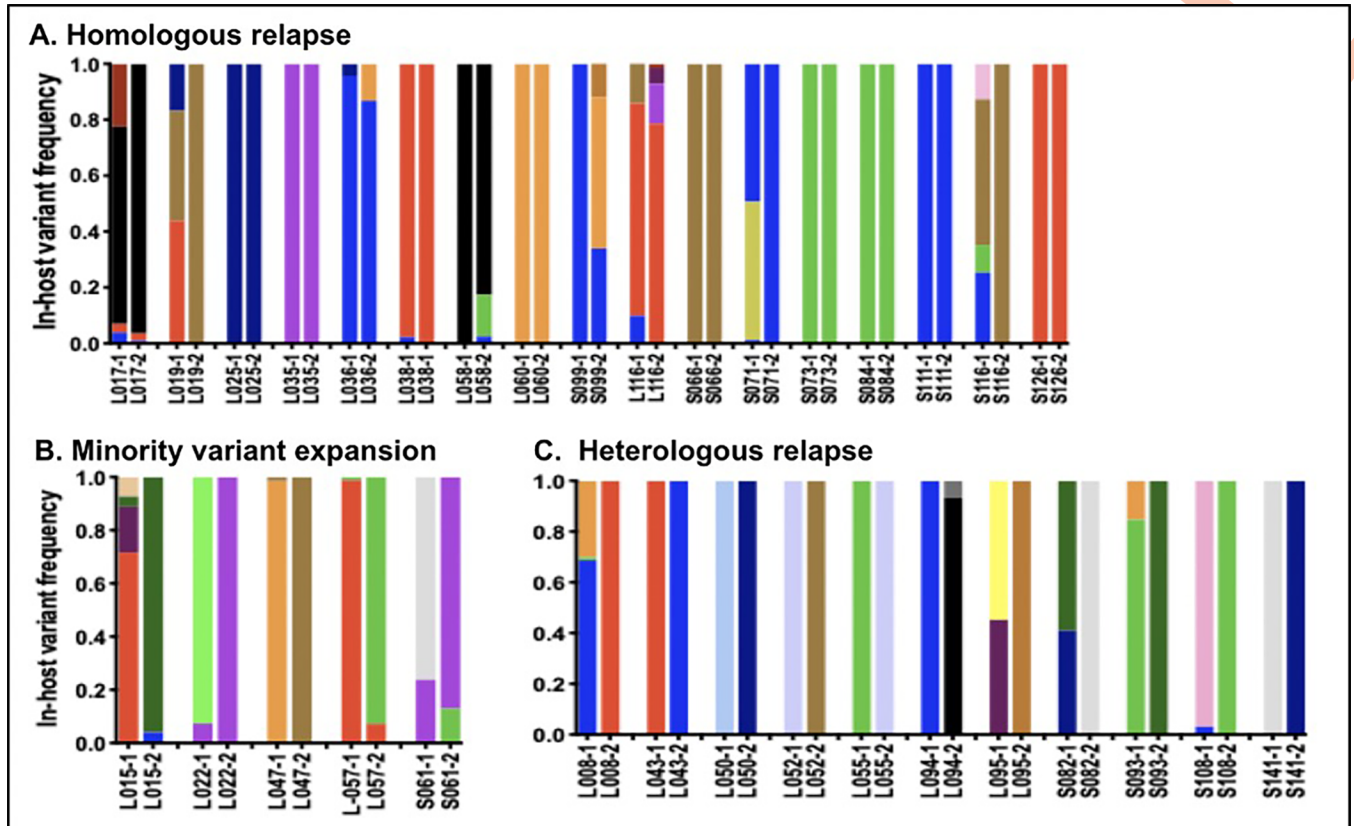 A. Homologous relapse
In-host variant frequency
1.0
0.8
0.6
0.4
0.2
0.0
L017-1
L017-2
L019-1
L019-2
L025-1
L025-2
L035-1
L035-2
L036-1
L036-2
L038-1
L038-1
L058-1
L058-2
L060-1
L060-2
S099-1
S099-2
L116-1
L116-2
S066-1
S066-2
S071-1
S071-2
S073-1
S073-2
S084-1
S084-2
S111-1
S111-2
S116-1
S116-2
S126-1
S126-2
B. Minority variant expansion
In-host variant frequency
1.0
0.8
0.6
0.4
0.2
0.0
L015-1
L015-2
L022-1
L022-2
L047-1
L047-2
L-057-1
L057-2
S061-1
S061-2
C. Heterologous relapse
1.0
0.8
0.6
0.4
0.2
0.0
L008-1
L008-2
L043-1
L043-2
L050-1
L050-2
L052-1
L052-2
L055-1
L055-2
L094-1
L094-2
L095-1
L095-2
S082-1
S082-2
S093-1
S093-2
S108-1
S108-2
S141-1
S141-2